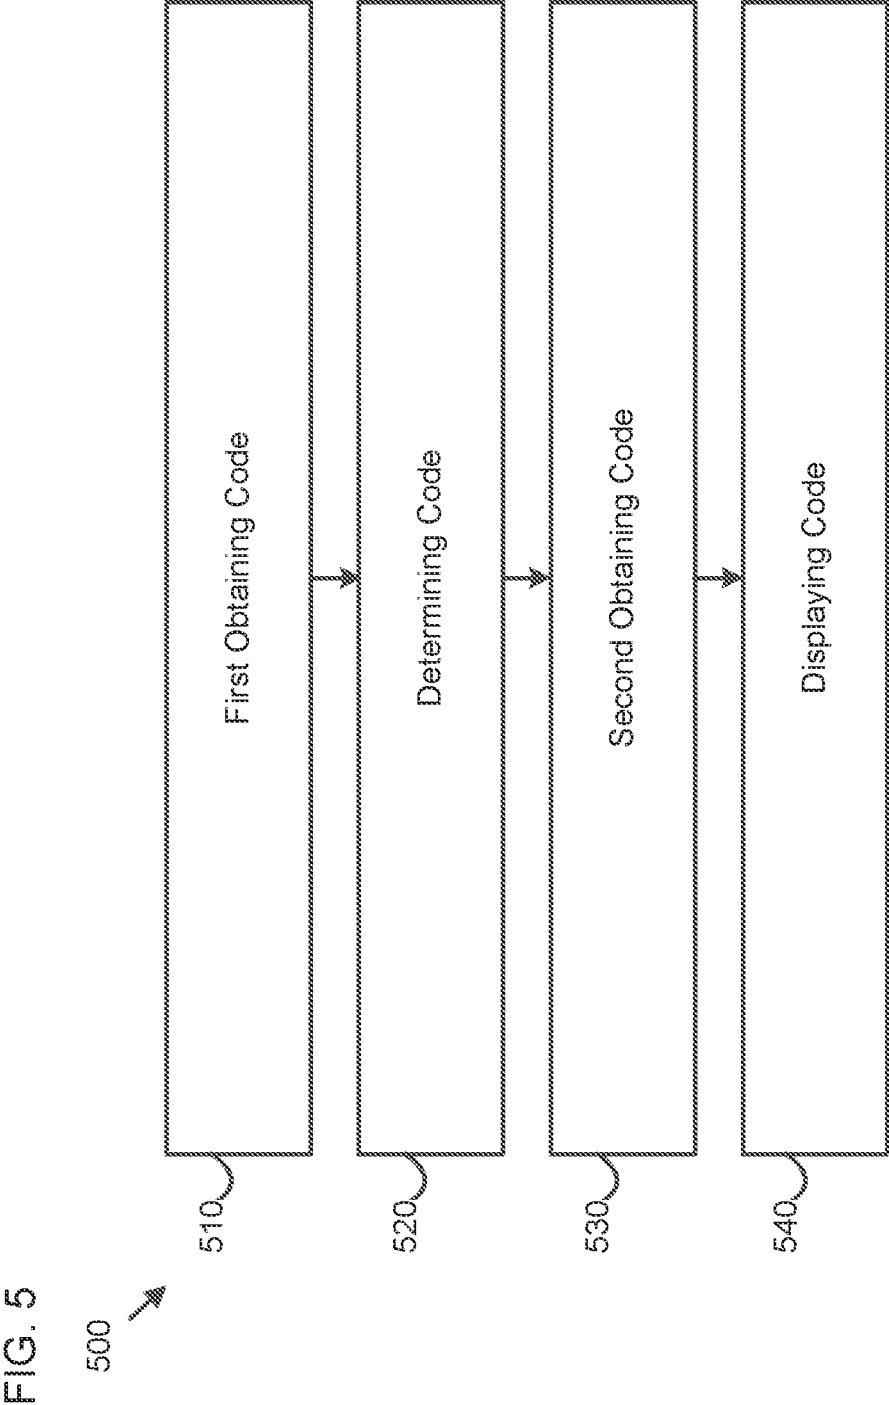 FIG. 5
500
510
First Obtaining Code
520
Determining Code
530
Second Obtaining Code
540
Displaying Code